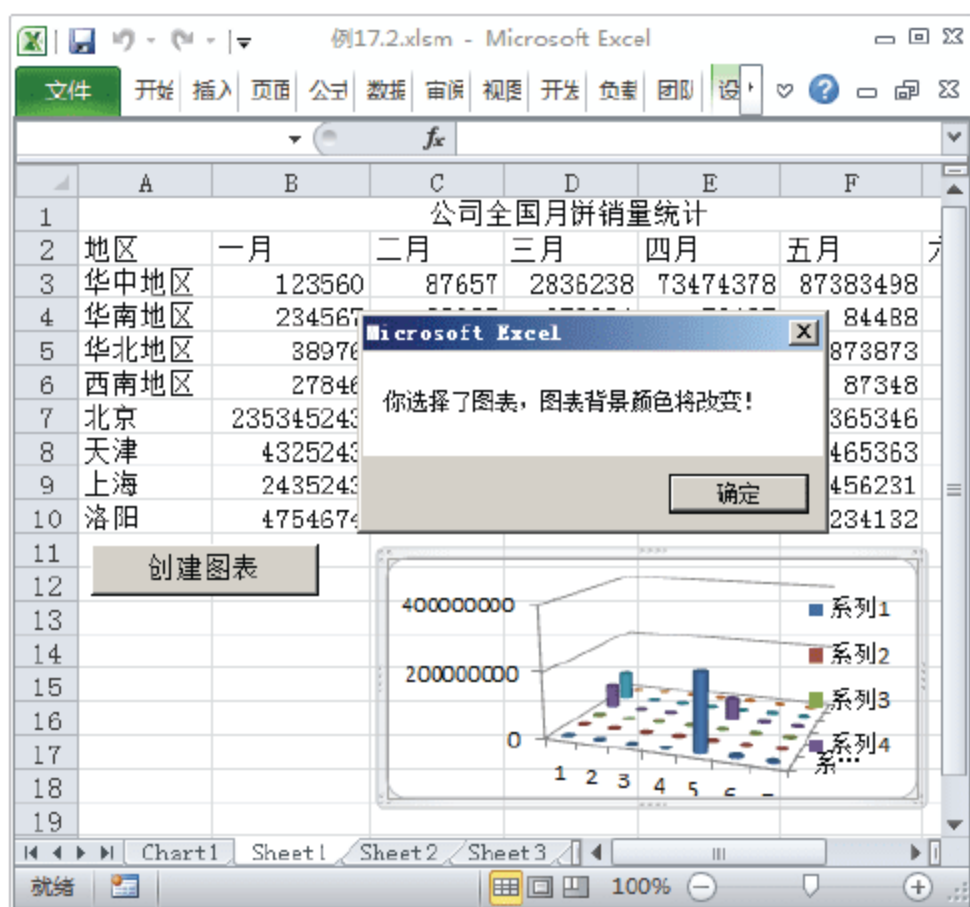 例17.2.xlsm - Microsoft Excel
文件 开始 插入 页面 公式 数据 审阅 视图 开发 负载 团队 设
fx
A B C D E F
1 公司全国月饼销量统计
2 地区 一月 二月 三月 四月 五月
3 华中地区 123560 87657 2836238 73474378 87383498
4 华南地区 234567 84488
5 华北地区 38976 873873
6 西南地区 27846 87348
7 北京 235345243 365346
8 天津 4325243 465363
9 上海 2435243 456231
10 洛阳 4754674 234132
Microsoft Excel
你选择了图表，图表背景颜色将改变!
确定
11
12
13
14
15
16
17
18
19
创建图表
400000000
200000000
0
1 2 3 4 5
系列1
系列2
系列3
系列4
系…
Chart1 Sheet1 Sheet2 Sheet3
就绪 100%